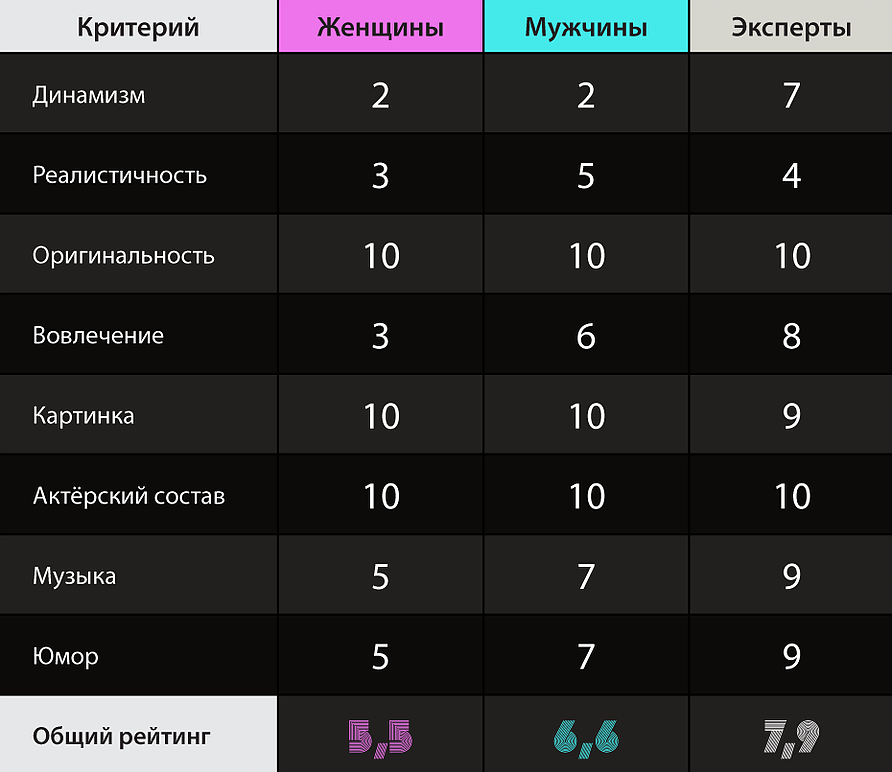 Критерий Женщины Мужчины Эксперты
Динамизм 2 2 7
Реалистичность 3 5 4
Оригинальность 10 10 10
Вовлечение 3 6 8
Картинка 10 10 9
Актёрский состав 10 10 10
Музыка 5 7 9
Юмор 5 7 9
Общий рейтинг 5,5 6,6 7,9